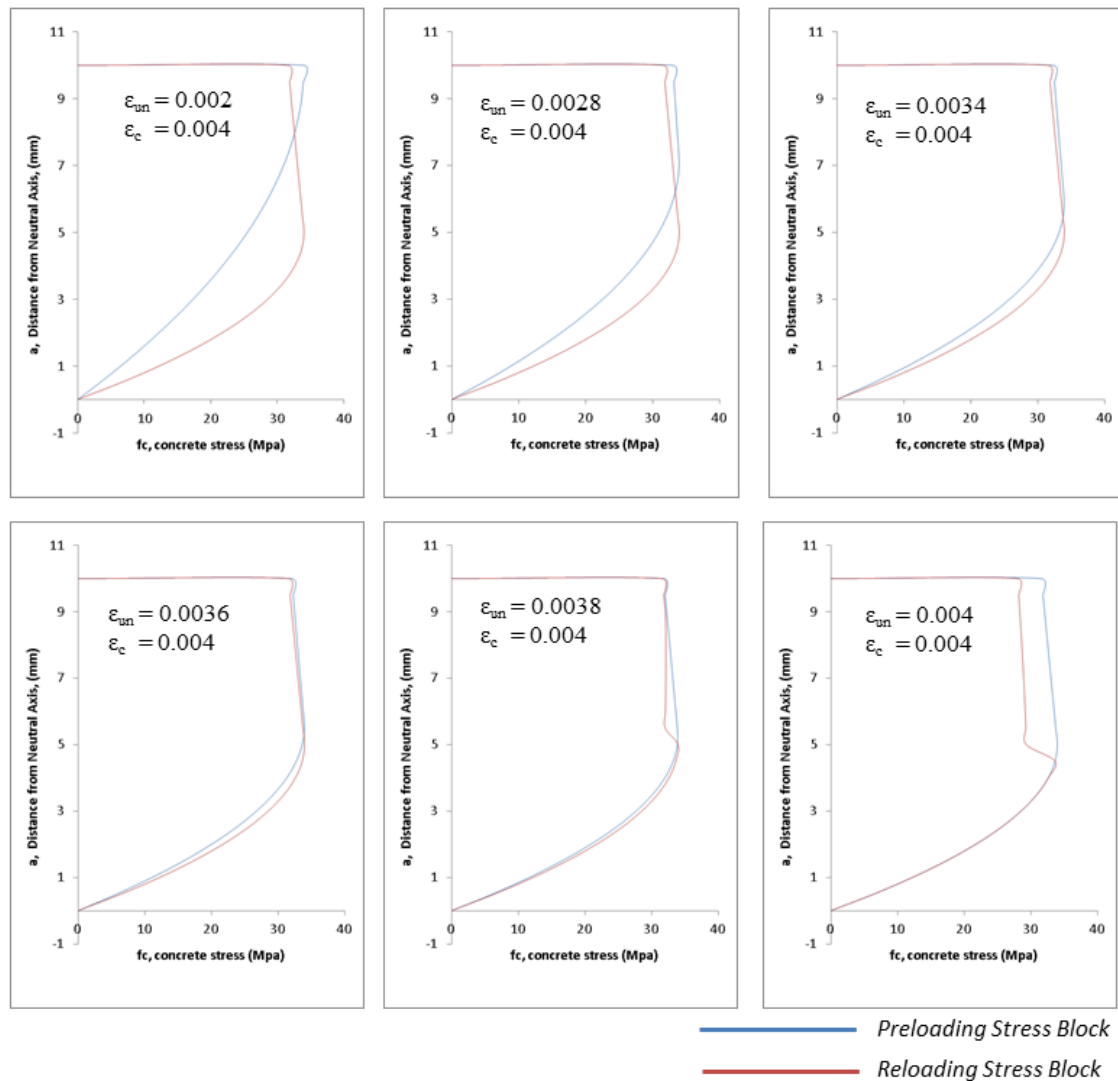 11
9
7
5
3
1
-1
a, Distance from Neutral Axis, (mm)
εun = 0.002
εc = 0.004
0 10 20 30 40
fc, concrete stress (Mpa)
11
9
7
5
3
1
-1
a, Distance from Neutral Axis, (mm)
εun = 0.0028
εc = 0.004
0 10 20 30 40
fc, concrete stress (Mpa)
11
9
7
5
3
1
-1
a, Distance from Neutral Axis, (mm)
εun = 0.0034
εc = 0.004
0 10 20 30 40
fc, concrete stress (Mpa)
11
9
7
5
3
1
-1
a, Distance from Neutral Axis, (mm)
εun = 0.0036
εc = 0.004
0 10 20 30 40
fc, concrete stress (Mpa)
11
9
7
5
3
1
-1
a, Distance from Neutral Axis, (mm)
εun = 0.0038
εc = 0.004
0 10 20 30 40
fc, concrete stress (Mpa)
11
9
7
5
3
1
-1
a, Distance from Neutral Axis, (mm)
εun = 0.004
εc = 0.004
0 10 20 30 40
fc, concrete stress (Mpa)
Preloading Stress Block
Reloading Stress Block